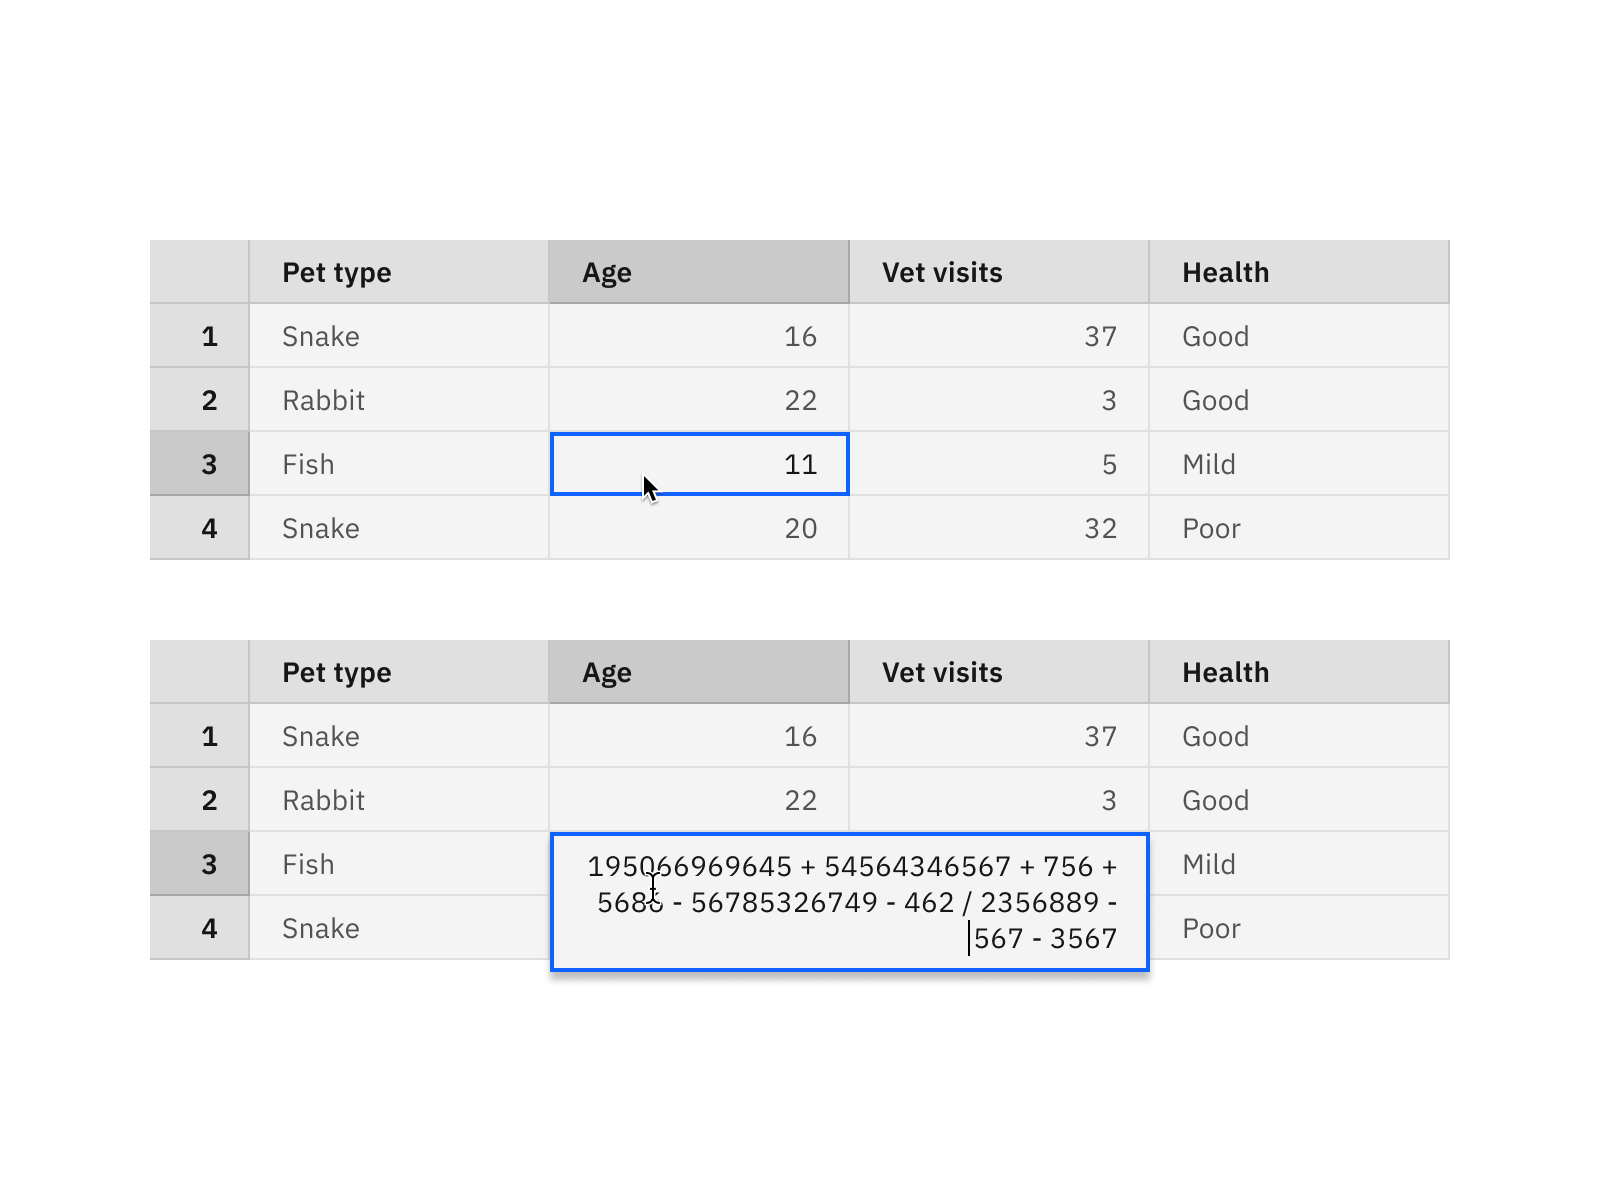 Pet type Age Vet visits Health
1 Snake 16 37 Good
2 Rabbit 22 3 Good
3 Fish 11 5 Mild
4 Snake 20 32 Poor
Pet type Age Vet visits Health
1 Snake 16 37 Good
2 Rabbit 22 3 Good
3 Fish 195066969645 + 54564346567 + 756 + Mild
5686 - 56785326749 - 462 / 2356889 -
4 Snake 567 - 3567 Poor